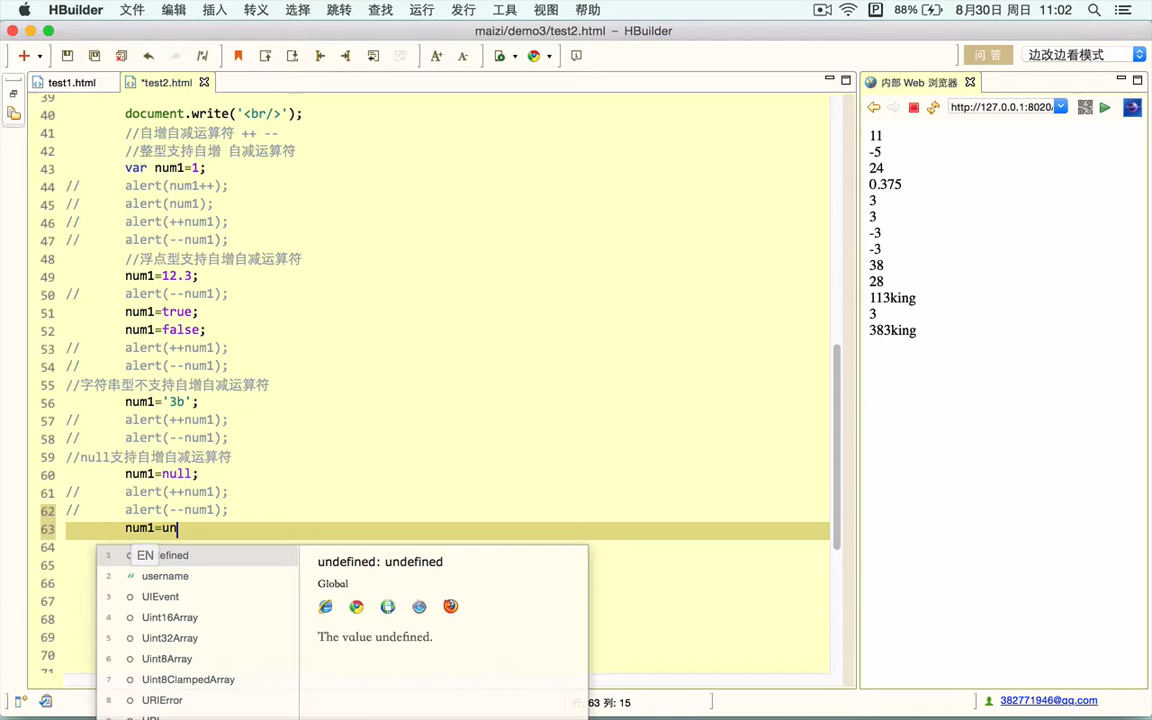 HBuilder 文件 编辑 插入 转义 选择 跳转 查找 运行 发行 工具 视图 帮助 88% 8月30日 周日 11:02
maizi/demo3/test2.html – HBuilder
A+ A- 问 答 边改边看模式
test1.html *test2.html 内部 Web 浏览器
http://127.0.0.1:8020/
39
40 document.write('<br/>');
41 //自增自减运算符 ++ --
42 //整型支持自增 自减运算符
43 var num1=1;
44 // alert(num1++);
45 // alert(num1);
46 // alert(++num1);
47 // alert(--num1);
48 //浮点型支持自增自减运算符
49 num1=12.3;
50 // alert(--num1);
51 num1=true;
52 num1=false;
53 // alert(++num1);
54 // alert(--num1);
55 //字符串型不支持自增自减运算符
56 num1='3b';
57 // alert(++num1);
58 // alert(--num1);
59 //null支持自增自减运算符
60 num1=null;
61 // alert(++num1);
62 // alert(--num1);
63 num1=un
64
65
66
67
68
69
70
71
11
-5
24
0.375
3
3
-3
-3
38
28
113king
3
383king
1 EN efined
2 username
3 UIEvent
4 Uint16Array
5 Uint32Array
6 Uint8Array
7 Uint8ClampedArray
8 URIError
undefined: undefined
Global
The value undefined.
行: 63 列: 15
382771946@qq.com